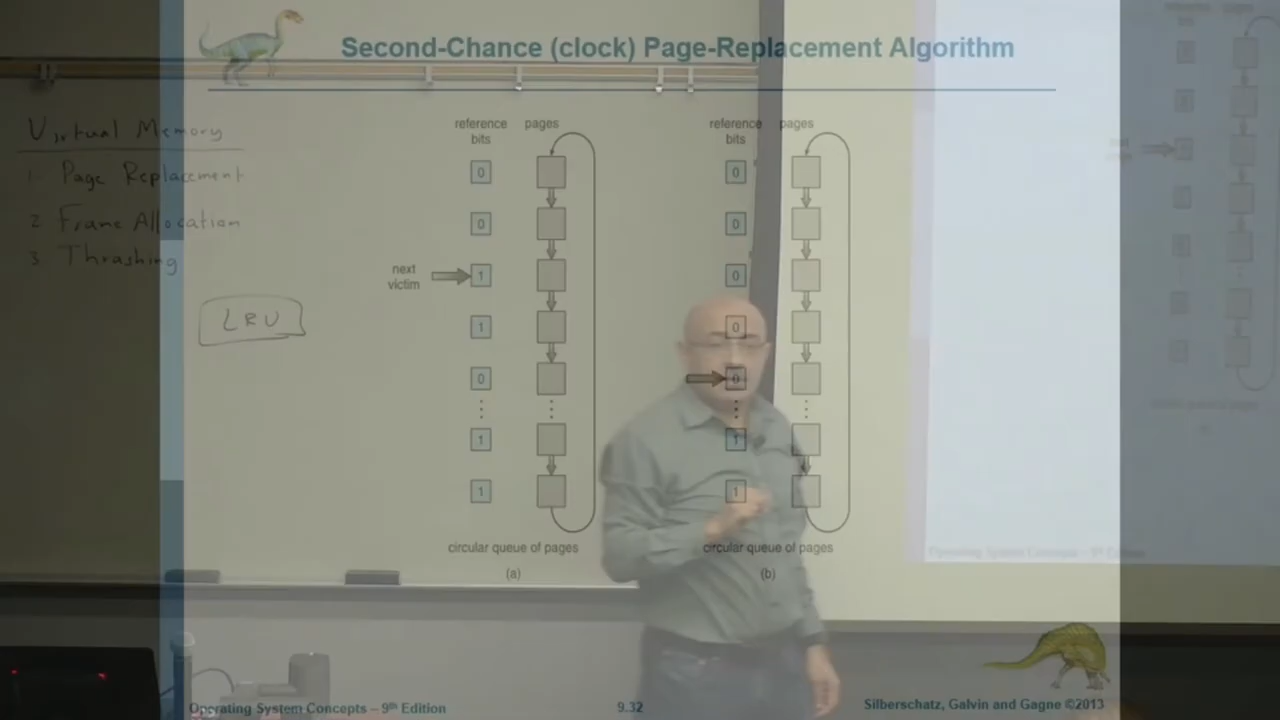 Second-Chance (clock) Page-Replacement Algorithm
Virtual Memory
1. Page Replacement
2. Frame Allocation
3. Thrashing
LRU
reference bits
pages
0
0
next victim
1
1
0
1
1
circular queue of pages
(a)
reference bits
pages
0
0
0
0
0
1
1
circular queue of pages
(b)
Operating System Concepts – 9th Edition
9.32
Silberschatz, Galvin and Gagne ©2013